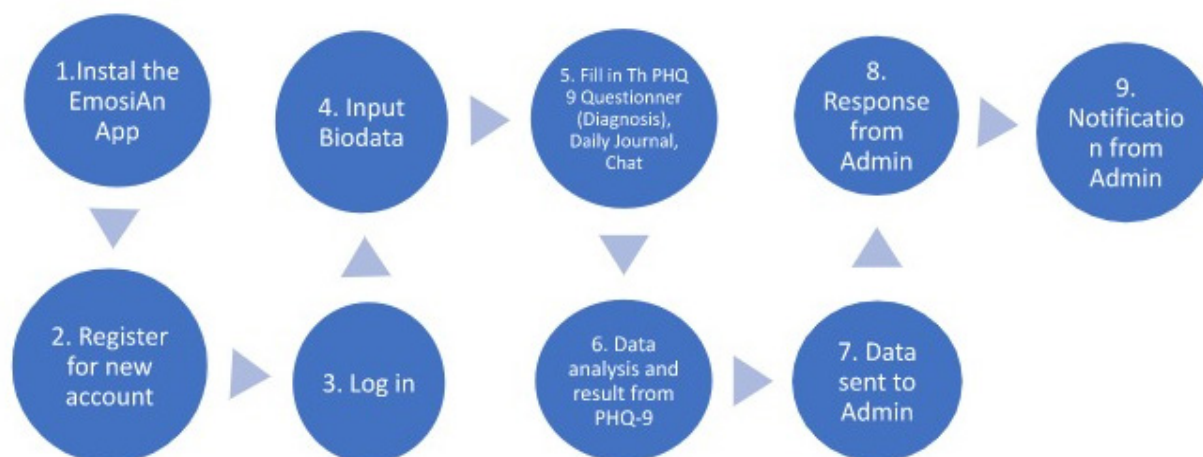 1.Instal the
EmosiAn
App
2. Register
for new
account
3. Log in
4. Input
Biodata
5. Fill in Th PHQ
9 Questionner
(Diagnosis),
Daily Journal,
Chat
6. Data
analysis and
result from
PHQ-9
7. Data
sent to
Admin
8.
Response
from
Admin
9.
Notificatio
n from
Admin